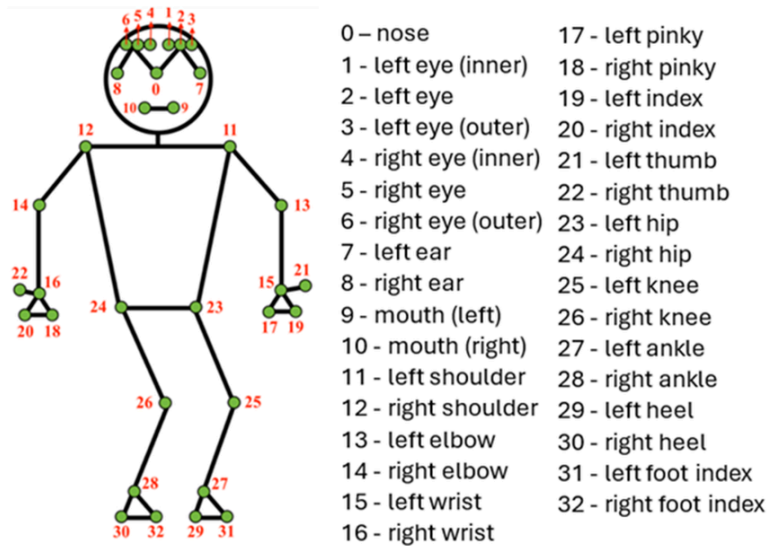 6 5 4 1 2 3
8 0 7
10 9
12 11
14 13
22 16 15 21
20 18 17 19
24 23
26 25
28 27
30 32 29 31
0 – nose
1 - left eye (inner)
2 - left eye
3 - left eye (outer)
4 - right eye (inner)
5 - right eye
6 - right eye (outer)
7 - left ear
8 - right ear
9 - mouth (left)
10 - mouth (right)
11 - left shoulder
12 - right shoulder
13 - left elbow
14 - right elbow
15 - left wrist
16 - right wrist
17 - left pinky
18 - right pinky
19 - left index
20 - right index
21 - left thumb
22 - right thumb
23 - left hip
24 - right hip
25 - left knee
26 - right knee
27 - left ankle
28 - right ankle
29 - left heel
30 - right heel
31 - left foot index
32 - right foot index